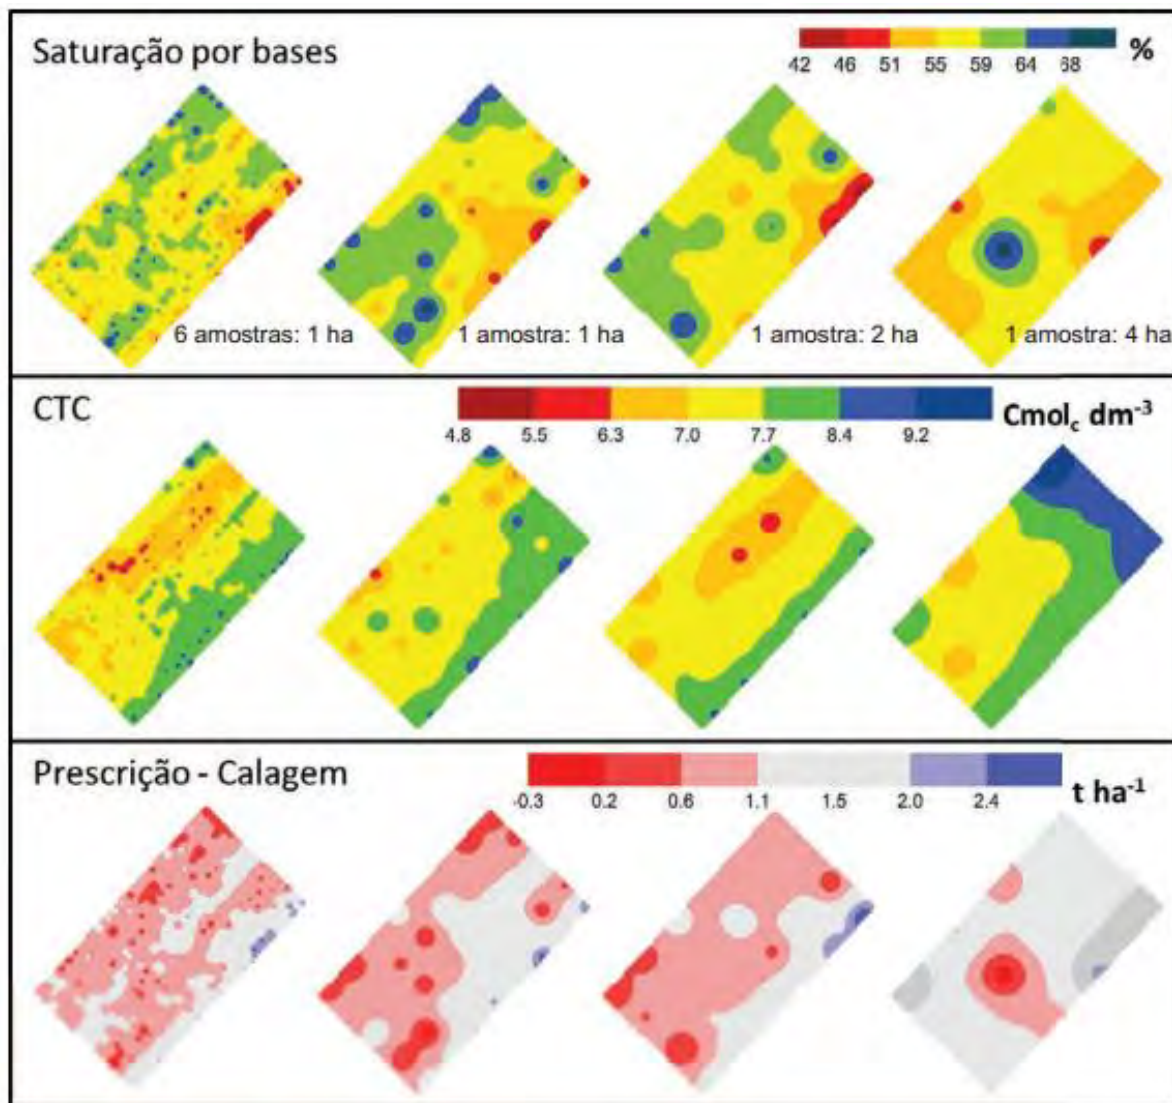 Saturação por bases
%
42 46 51 55 59 64 68
6 amostras: 1 ha
1 amostra: 1 ha
1 amostra: 2 ha
1 amostra: 4 ha
CTC
Cmolc dm-3
4.8 5.5 6.3 7.0 7.7 8.4 9.2
Prescrição - Calagem
t ha-1
-0.3 0.2 0.6 1.1 1.5 2.0 2.4